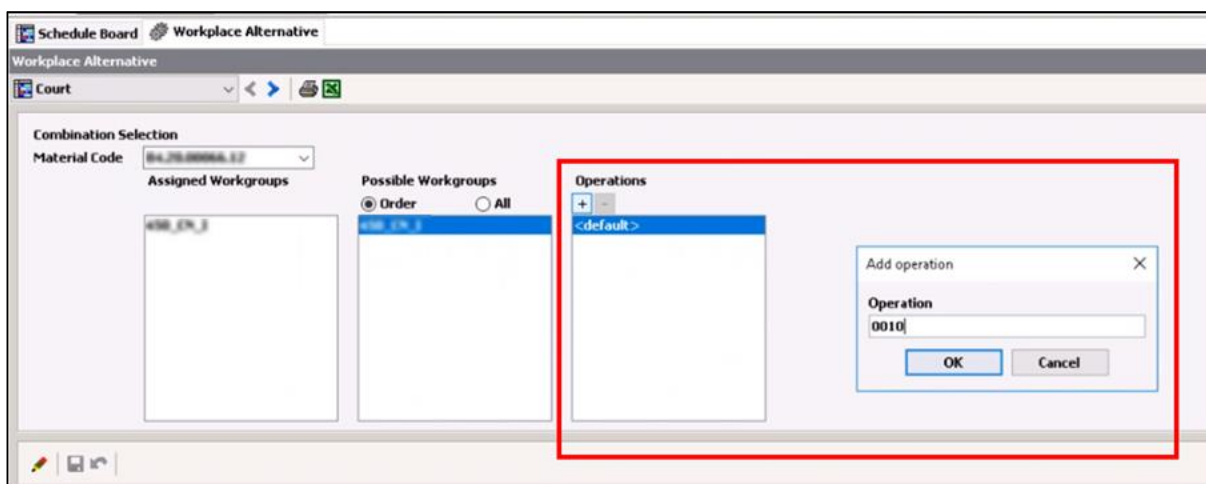 Schedule Board Workplace Alternative
Workplace Alternative
Court
Combination Selection
Material Code
Assigned Workgroups Possible Workgroups Operations
Order All + -
<default>
Add operation
Operation
0010
OK Cancel